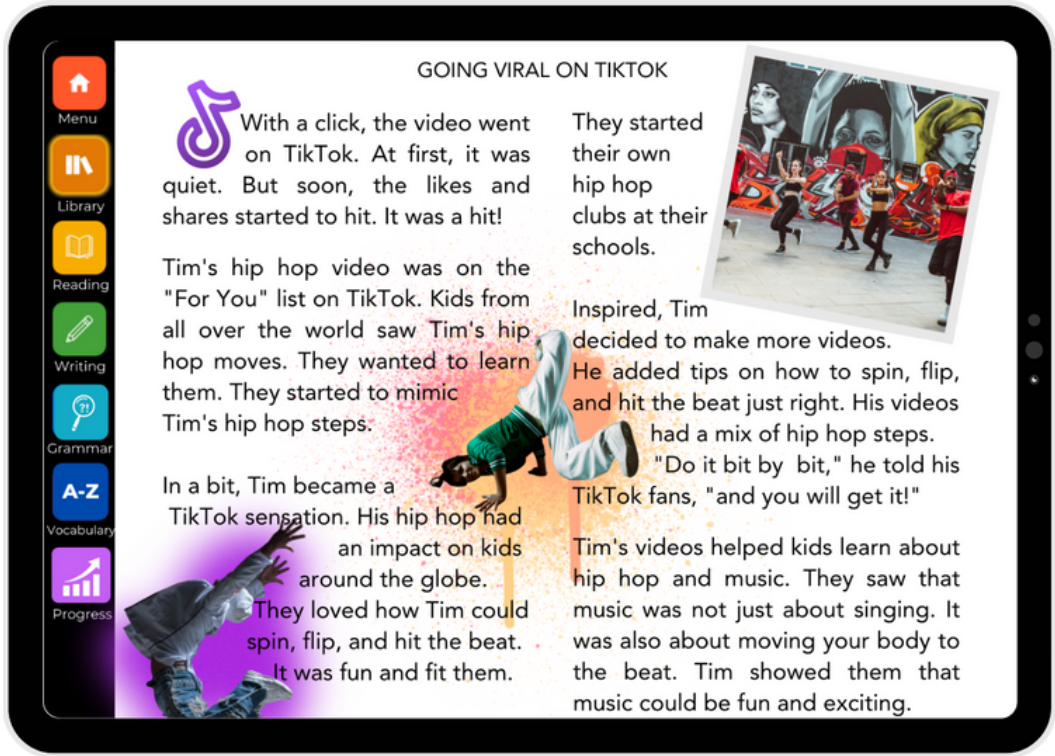 Menu
Library
Reading
Writing
Grammar
A-Z
Vocabulary
Progress
GOING VIRAL ON TIKTOK
With a click, the video went
on TikTok. At first, it was
quiet. But soon, the likes and
shares started to hit. It was a hit!
Tim's hip hop video was on the
"For You" list on TikTok. Kids from
all over the world saw Tim's hip
hop moves. They wanted to learn
them. They started to mimic
Tim's hip hop steps.
In a bit, Tim became a
TikTok sensation. His hip hop had
an impact on kids
around the globe.
They loved how Tim could
spin, flip, and hit the beat.
It was fun and fit them.
They started
their own
hip hop
clubs at their
schools.
Inspired, Tim
decided to make more videos.
He added tips on how to spin, flip,
and hit the beat just right. His videos
had a mix of hip hop steps.
"Do it bit by bit," he told his
TikTok fans, "and you will get it!"
Tim's videos helped kids learn about
hip hop and music. They saw that
music was not just about singing. It
was also about moving your body to
the beat. Tim showed them that
music could be fun and exciting.